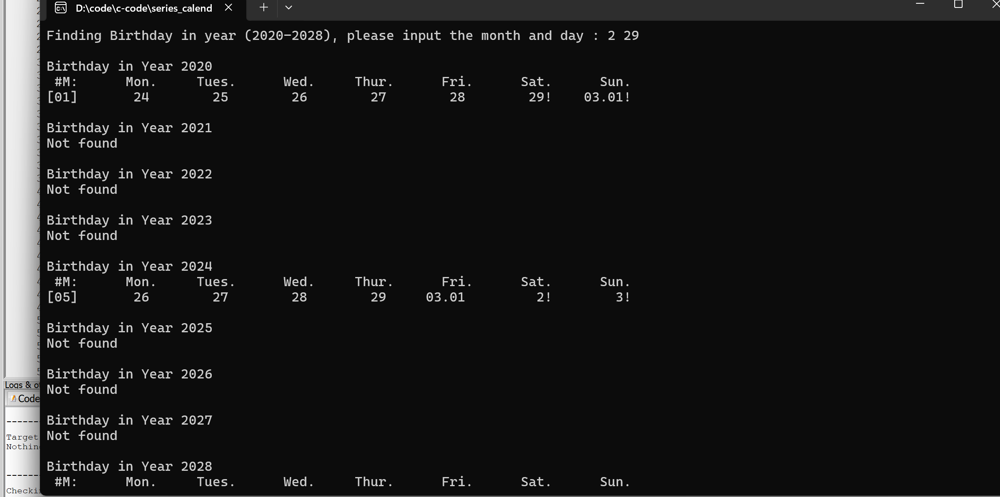 D:\code\c-code\series_calend
Finding Birthday in year (2020-2028), please input the month and day : 2 29
Birthday in Year 2020
#M: Mon. Tues. Wed. Thur. Fri. Sat. Sun.
[01] 24 25 26 27 28 29! 03.01!
Birthday in Year 2021
Not found
Birthday in Year 2022
Not found
Birthday in Year 2023
Not found
Birthday in Year 2024
#M: Mon. Tues. Wed. Thur. Fri. Sat. Sun.
[05] 26 27 28 29 03.01 2! 3!
Birthday in Year 2025
Not found
Birthday in Year 2026
Not found
Birthday in Year 2027
Not found
Birthday in Year 2028
#M: Mon. Tues. Wed. Thur. Fri. Sat. Sun.
Logs &
Code
Target